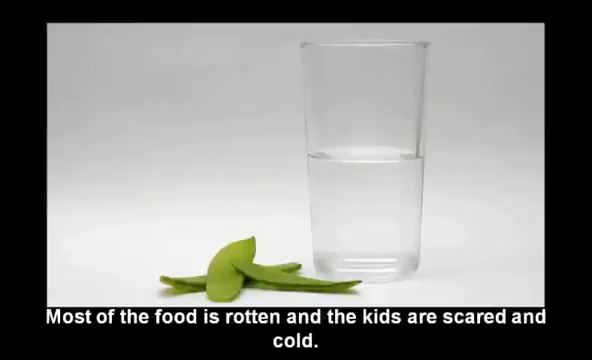 Most of the food is rotten and the kids are scared and
cold.